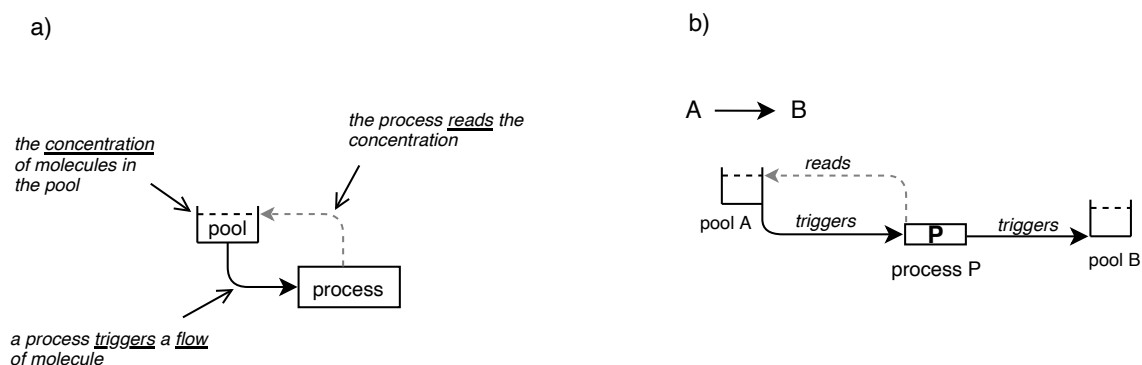 a)
the concentration
of molecules in
the pool
the process reads the
concentration
pool
process
a process triggers a flow
of molecule
b)
A B
reads
pool A
triggers
P
triggers
process P
pool B